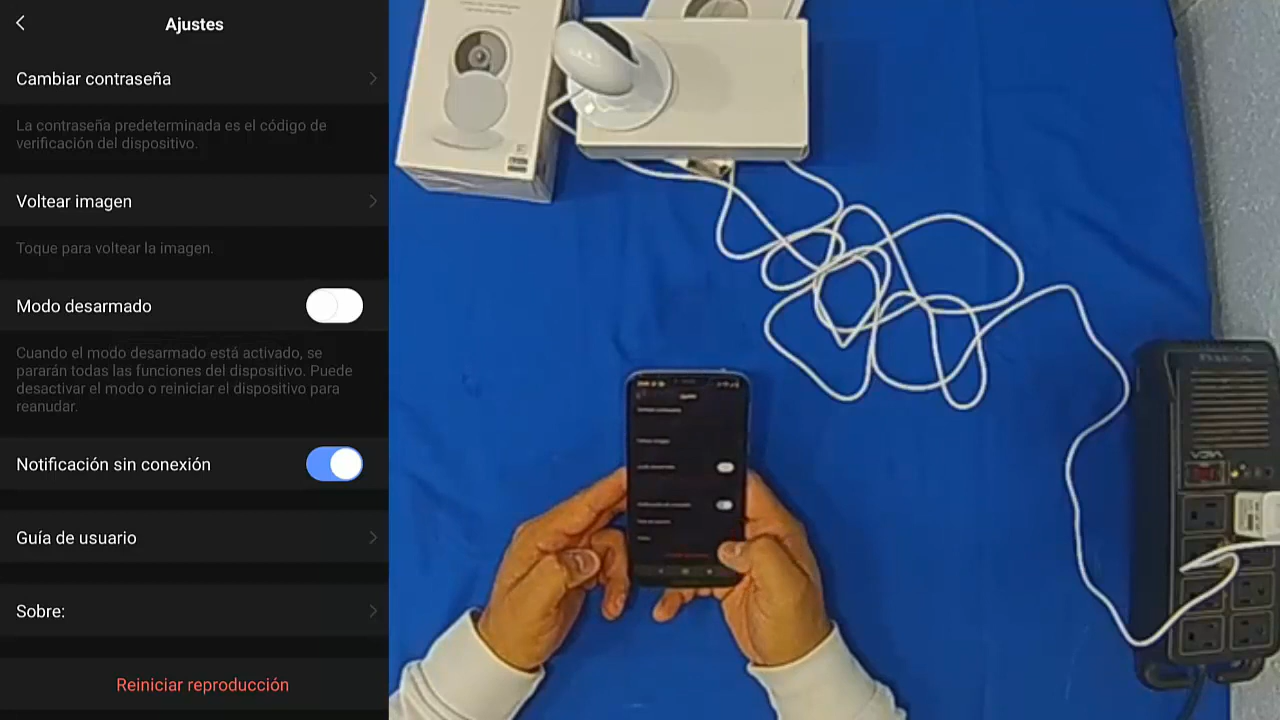 Ajustes
Cambiar contraseña
La contraseña predeterminada es el código de
verificación del dispositivo.
Voltear imagen
Toque para voltear la imagen.
Modo desarmado
Cuando el modo desarmado está activado, se
pararán todas las funciones del dispositivo. Puede
desactivar el modo o reiniciar el dispositivo para
reanudar.
Notificación sin conexión
Guía de usuario
Sobre:
Reiniciar reproducción